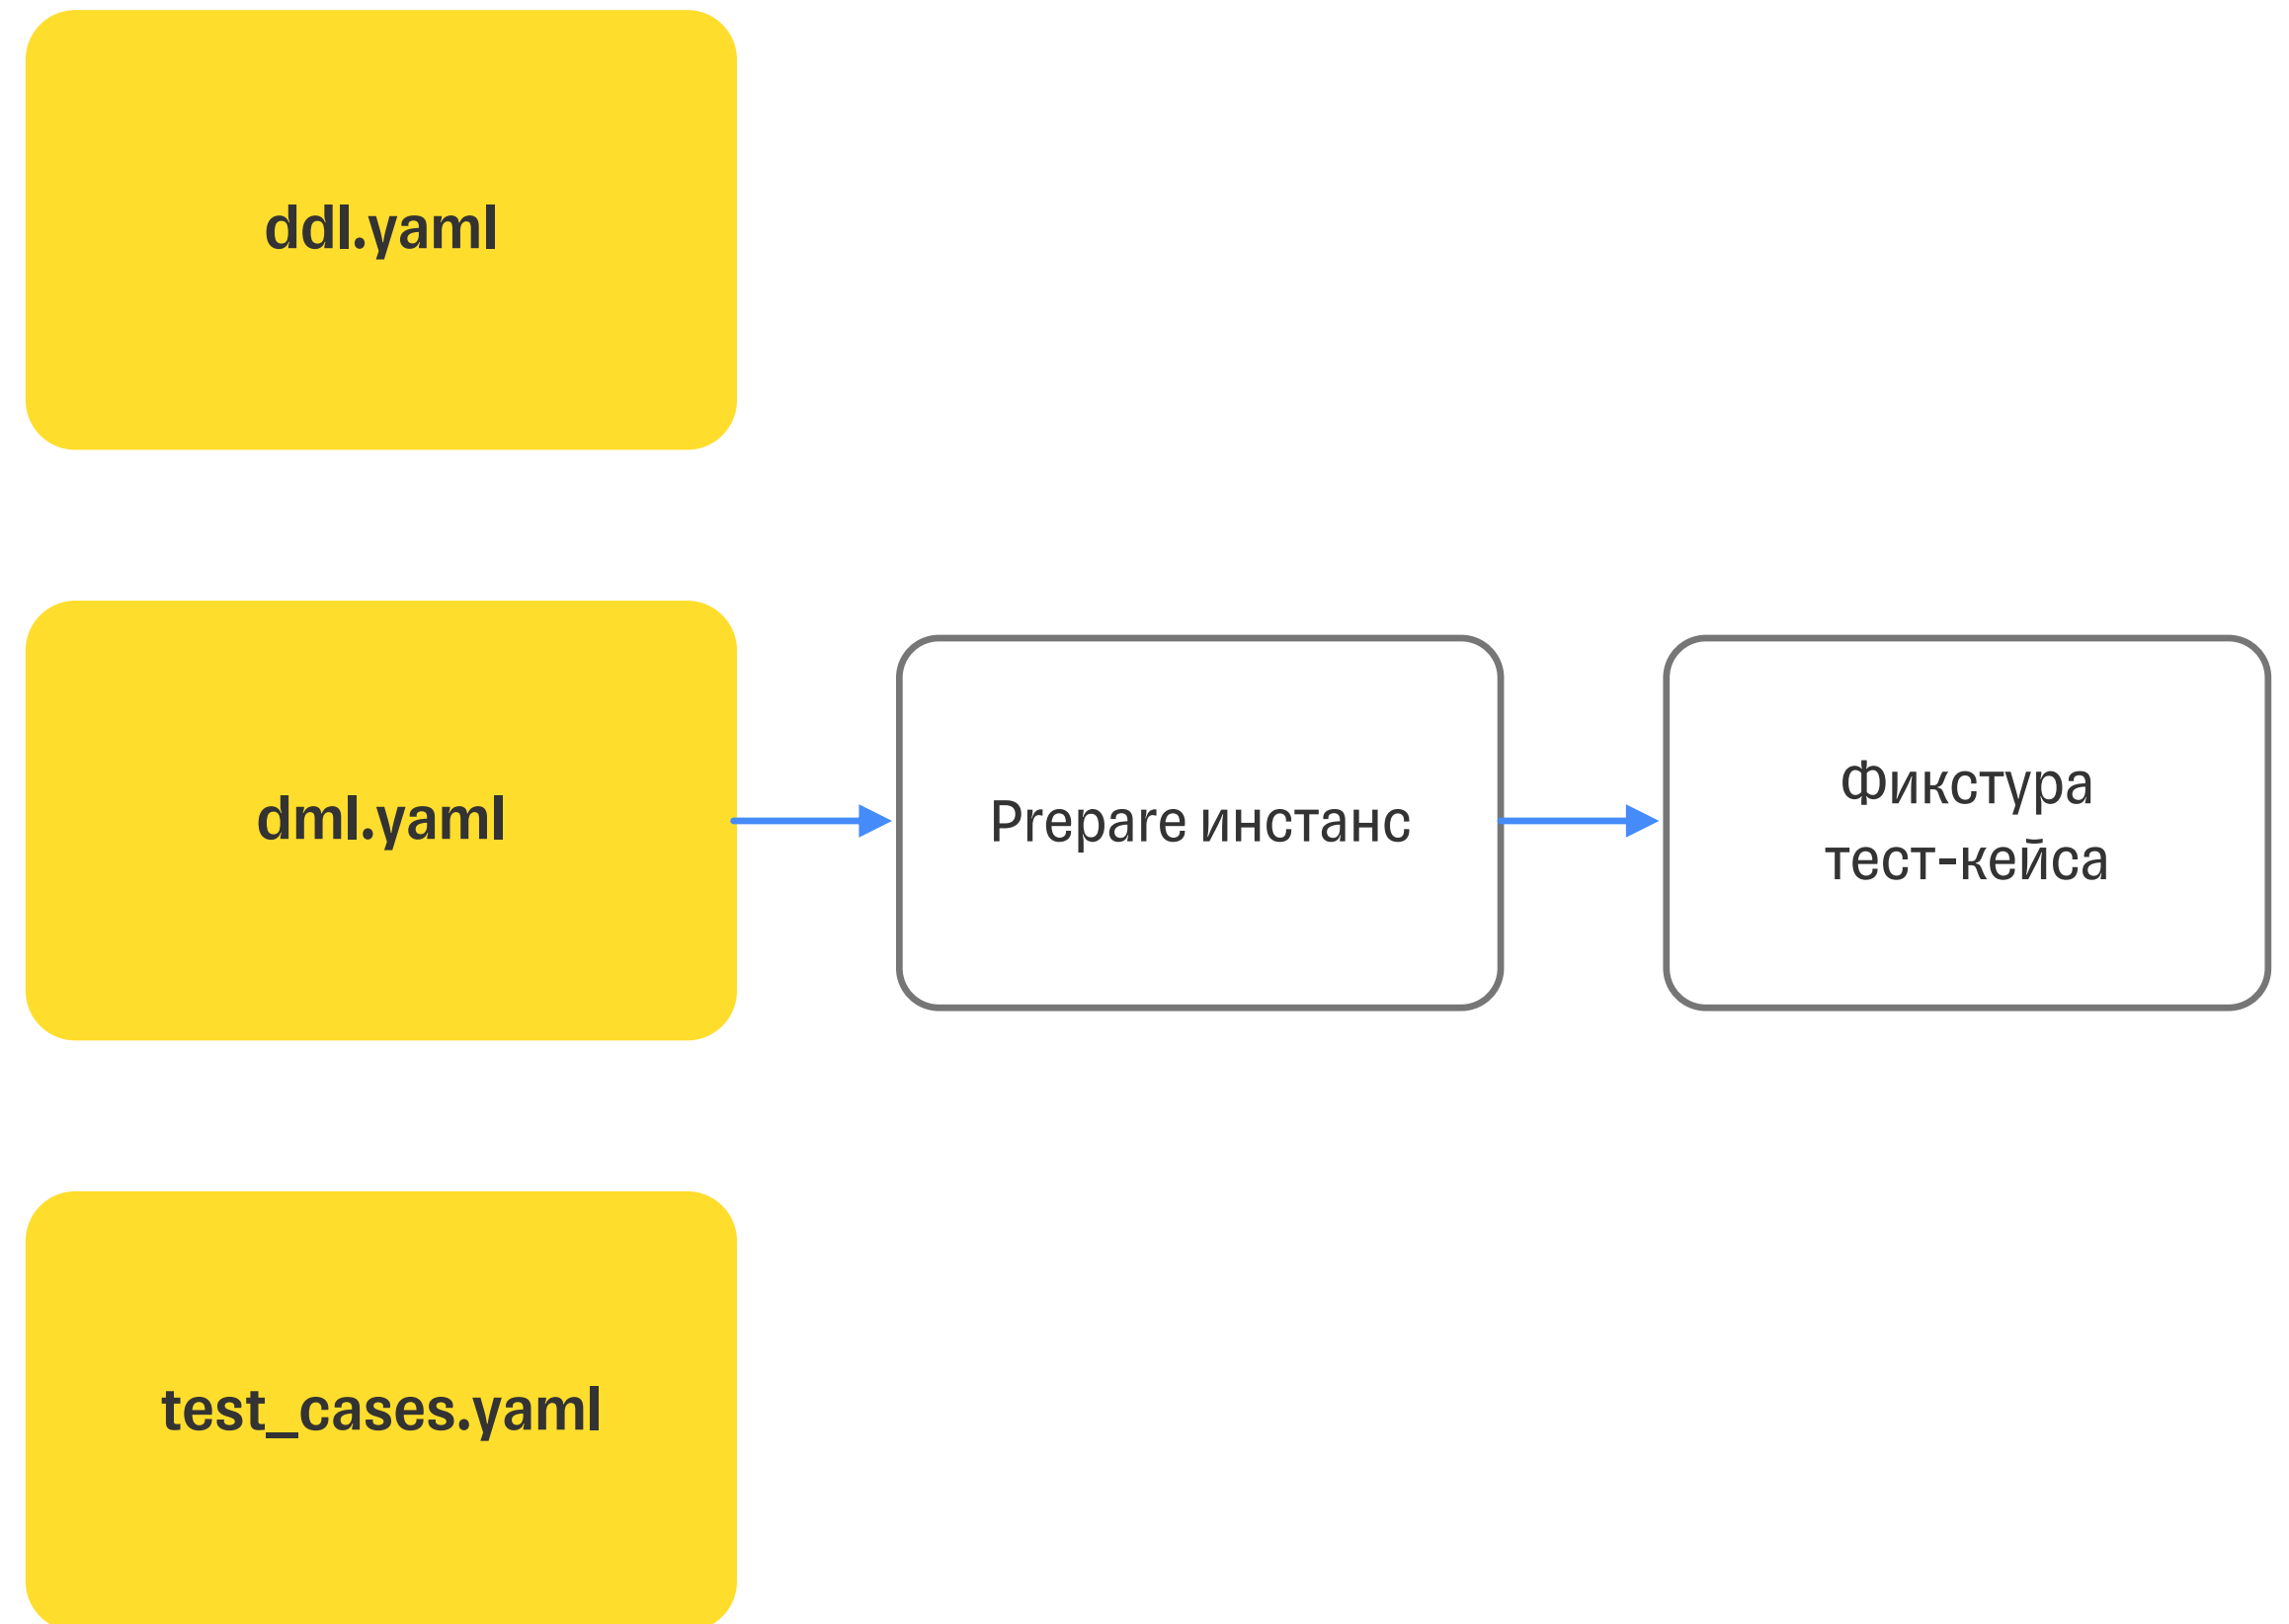 ddl.yaml
dml.yaml
Prepare инстанс
Фикстура
тест-кейса
test_cases.yaml